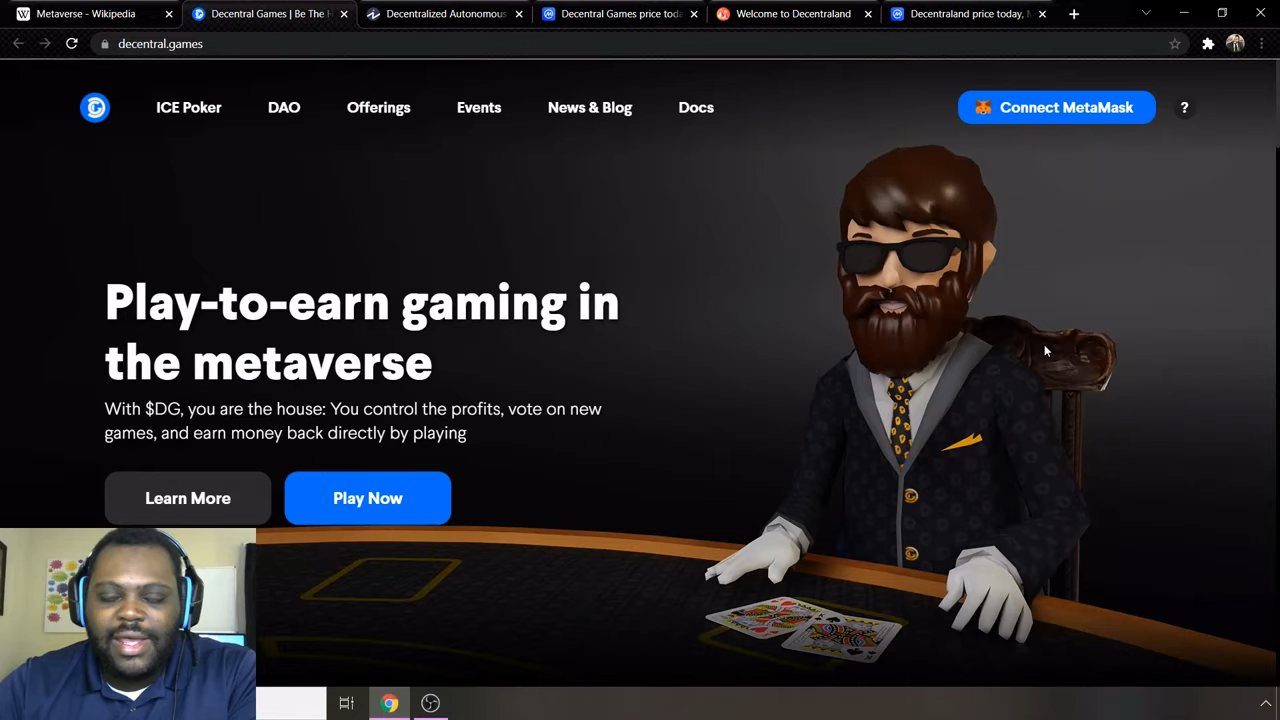 Metaverse - Wikipedia
Decentral Games | Be The H
Decentralized Autonomous
Decentral Games price tod
Welcome to Decentraland
Decentraland price today, M
decentral.games
ICE Poker
DAO
Offerings
Events
News & Blog
Docs
Connect MetaMask
?
Play-to-earn gaming in
the metaverse
With $DG, you are the house: You control the profits, vote on new
games, and earn money back directly by playing
Learn More
Play Now